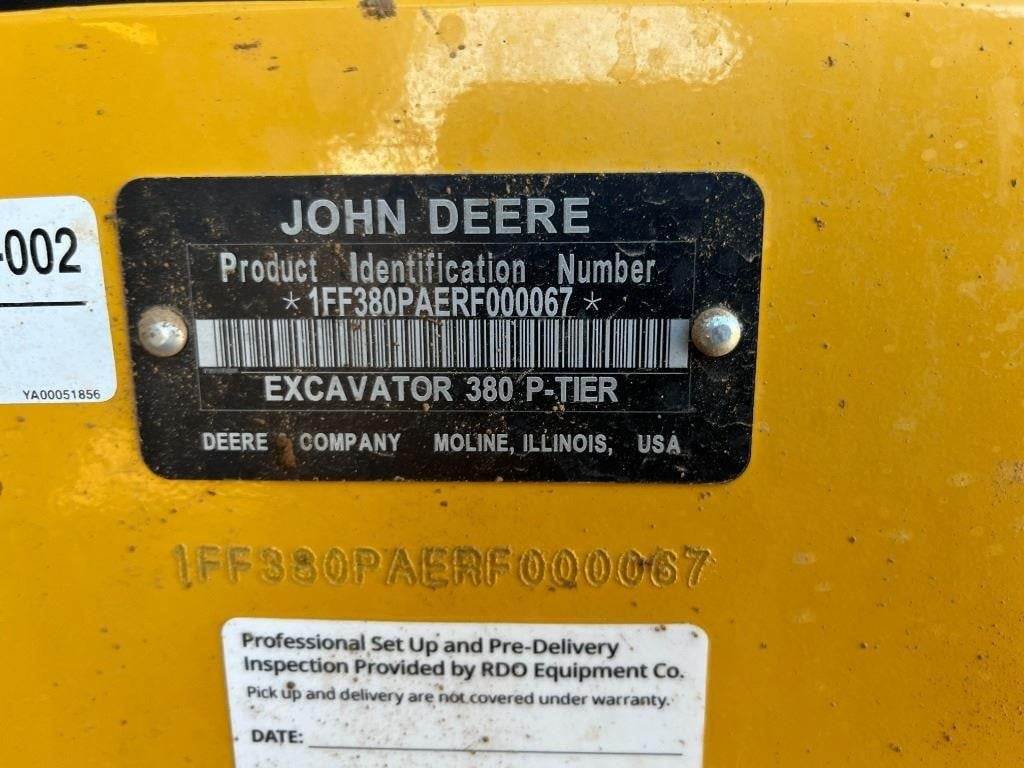 JOHN DEERE
Product Identification Number
* 1FF380PAERF000067 *
EXCAVATOR 380 P-TIER
DEERE COMPANY MOLINE, ILLINOIS, USA
-002
YA00051856
1FF380PAERF000067
Professional Set Up and Pre-Delivery
Inspection Provided by RDO Equipment Co.
Pick up and delivery are not covered under warranty.
DATE: